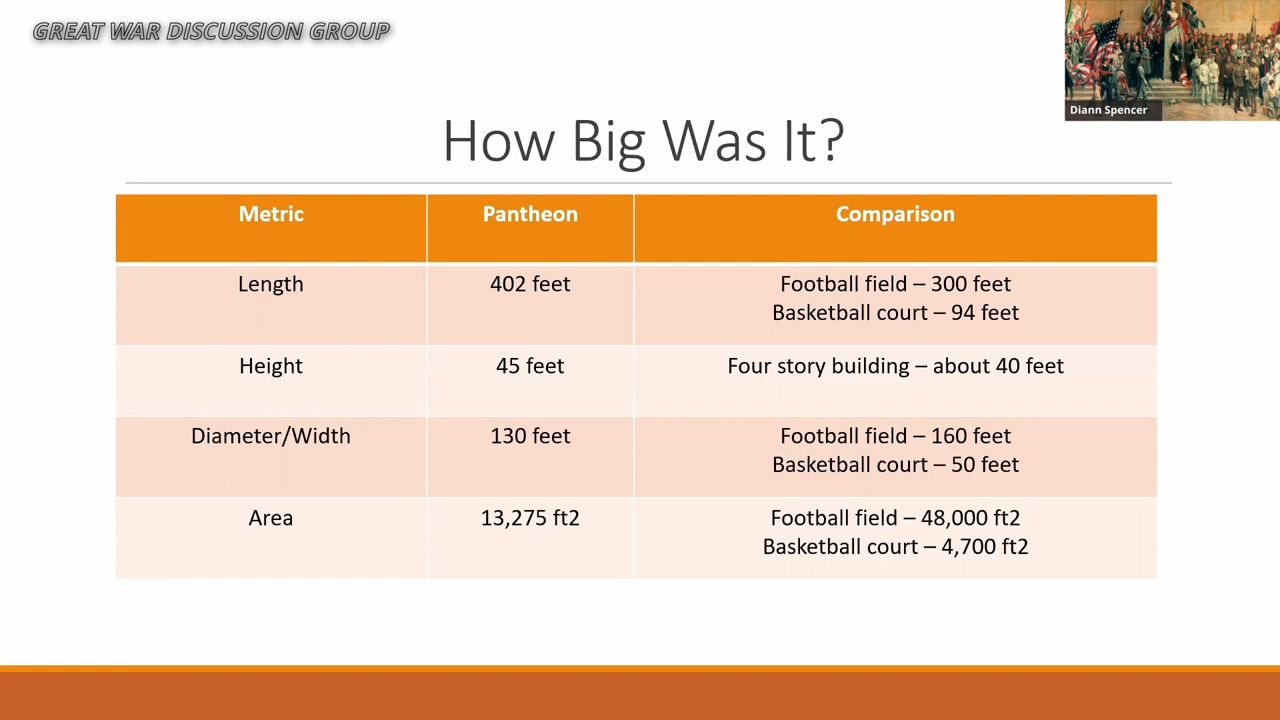 GREAT WAR DISCUSSION GROUP
Diann Spencer
How Big Was It?
Metric Pantheon Comparison
Length 402 feet Football field – 300 feet
Basketball court – 94 feet
Height 45 feet Four story building – about 40 feet
Diameter/Width 130 feet Football field – 160 feet
Basketball court – 50 feet
Area 13,275 ft2 Football field – 48,000 ft2
Basketball court – 4,700 ft2